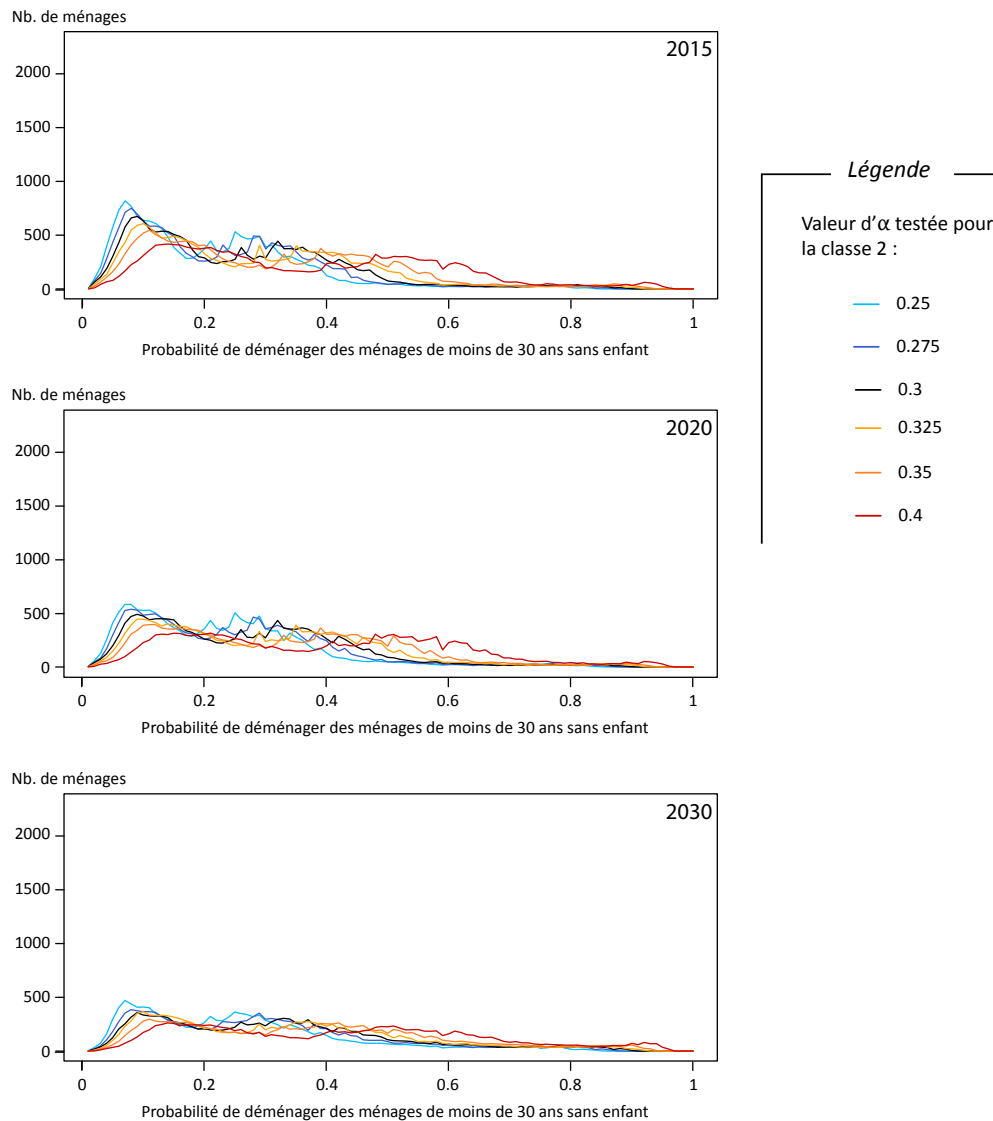 Nb. de ménages
2015
2000
1500
1000
500
0
0 0.2 0.4 0.6 0.8 1
Probabilité de déménager des ménages de moins de 30 ans sans enfant
Légende
Valeur d'α testée pour
la classe 2 :
0.25
0.275
0.3
0.325
0.35
0.4
Nb. de ménages
2020
2000
1500
1000
500
0
0 0.2 0.4 0.6 0.8 1
Probabilité de déménager des ménages de moins de 30 ans sans enfant
Nb. de ménages
2030
2000
1500
1000
500
0
0 0.2 0.4 0.6 0.8 1
Probabilité de déménager des ménages de moins de 30 ans sans enfant